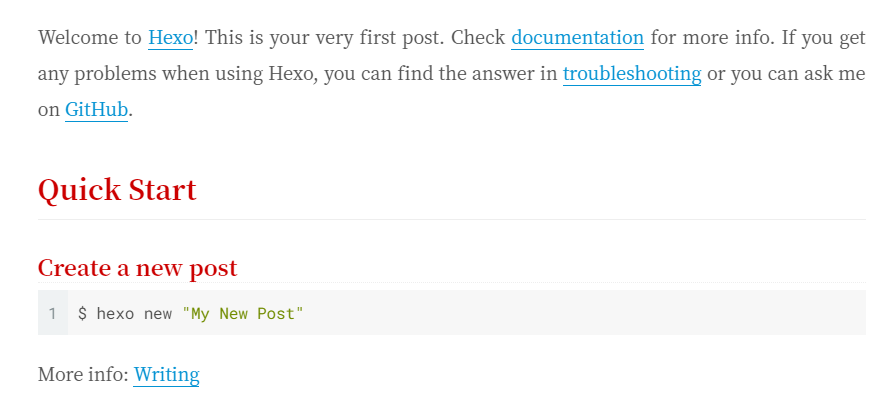 Welcome to Hexo! This is your very first post. Check documentation for more info. If you get
any problems when using Hexo, you can find the answer in troubleshooting or you can ask me
on GitHub.
Quick Start
Create a new post
1 $ hexo new "My New Post"
More info: Writing